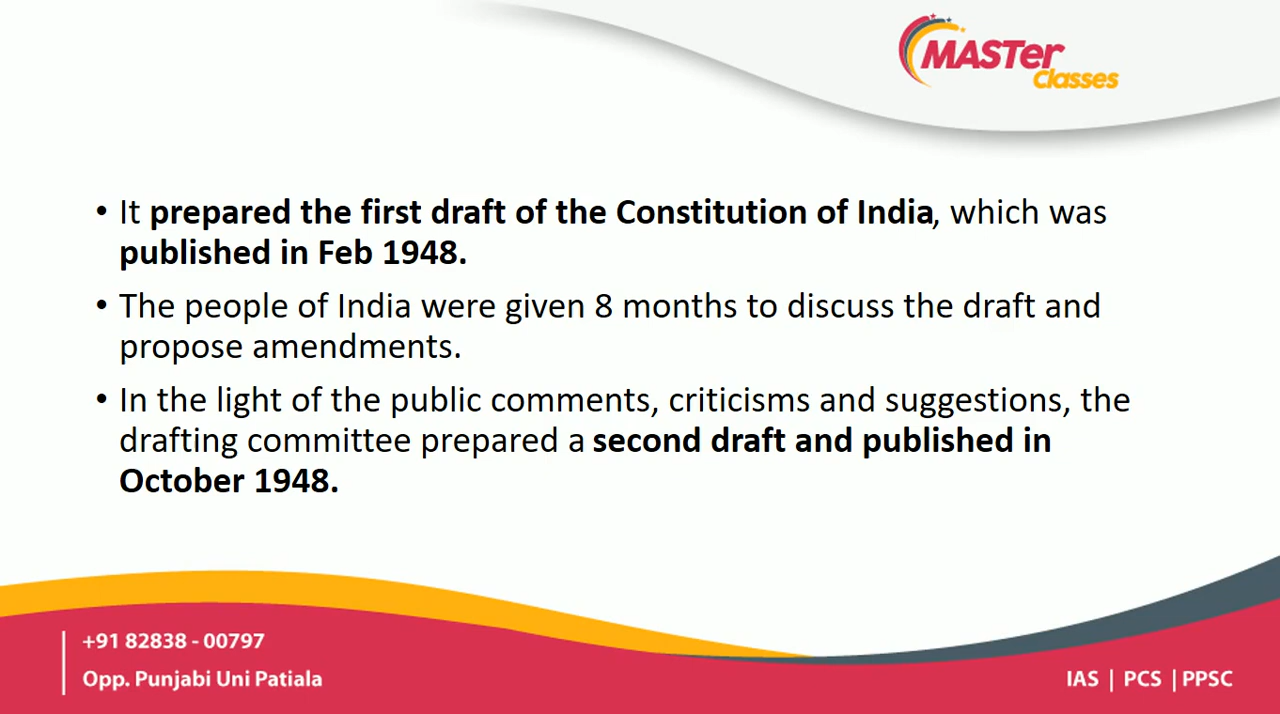 MASTer
Classes
• It prepared the first draft of the Constitution of India, which was
published in Feb 1948.
• The people of India were given 8 months to discuss the draft and
propose amendments.
• In the light of the public comments, criticisms and suggestions, the
drafting committee prepared a second draft and published in
October 1948.
+91 82838 - 00797
Opp. Punjabi Uni Patiala
IAS | PCS | PPSC